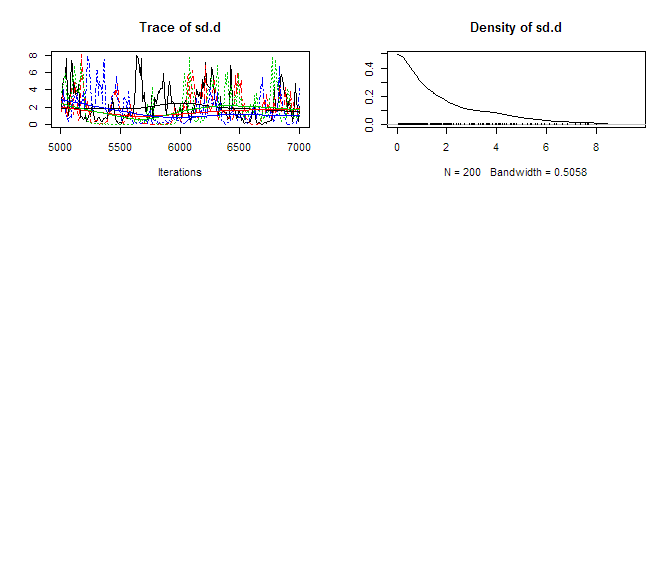 Trace of sd.d
8
6
4
2
0
5000 5500 6000 6500 7000
Iterations
Density of sd.d
0.4
0.2
0.0
0 2 4 6 8
N = 200 Bandwidth = 0.5058